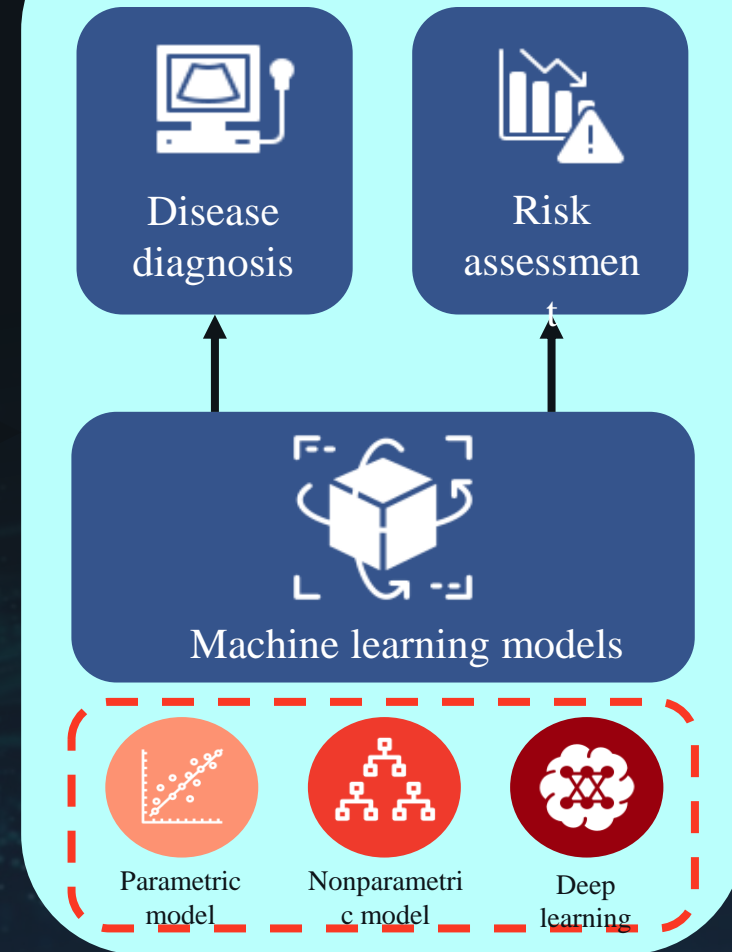 Disease
diagnosis
Risk
assessmen
t
Machine learning models
Parametric
model
Nonparametri
c model
Deep
learning